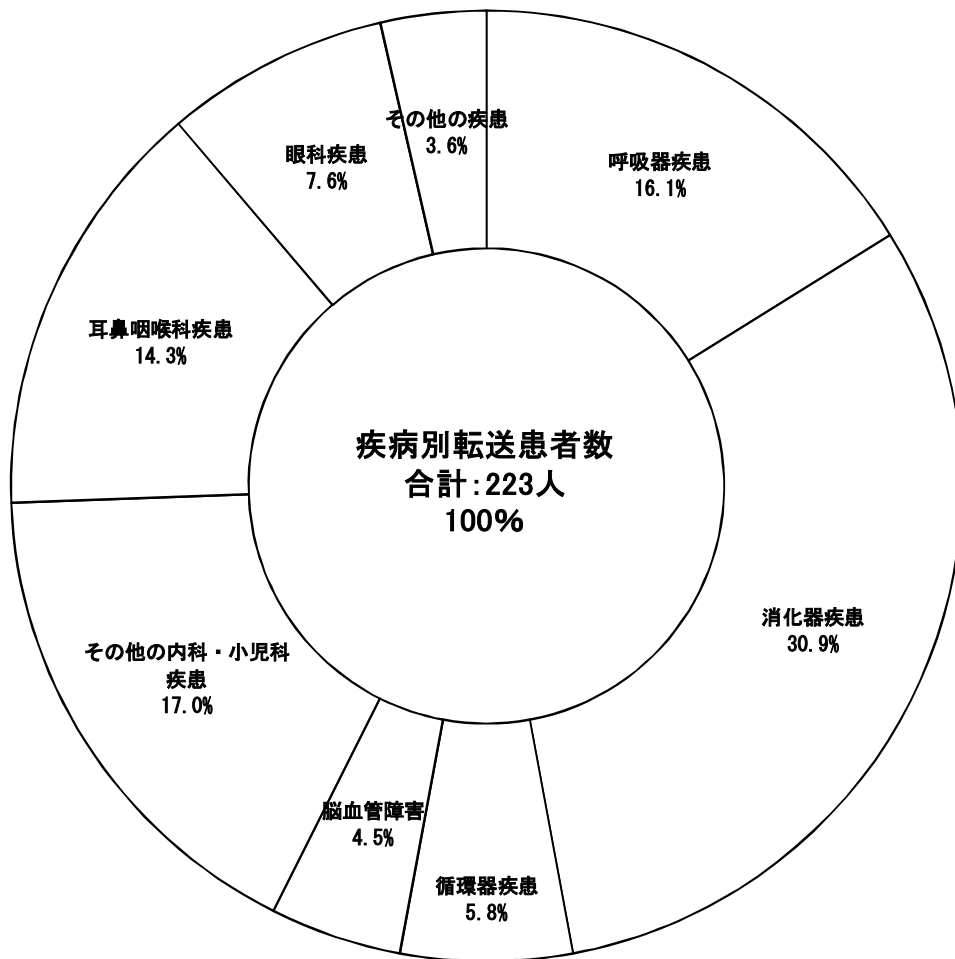 その他の疾患
3.6%
眼科疾患
7.6%
呼吸器疾患
16.1%
耳鼻咽喉科疾患
14.3%
疾病別転送患者数
合計:223人
100%
消化器疾患
30.9%
その他の内科・小児科
疾患
17.0%
脳血管障害
4.5%
循環器疾患
5.8%